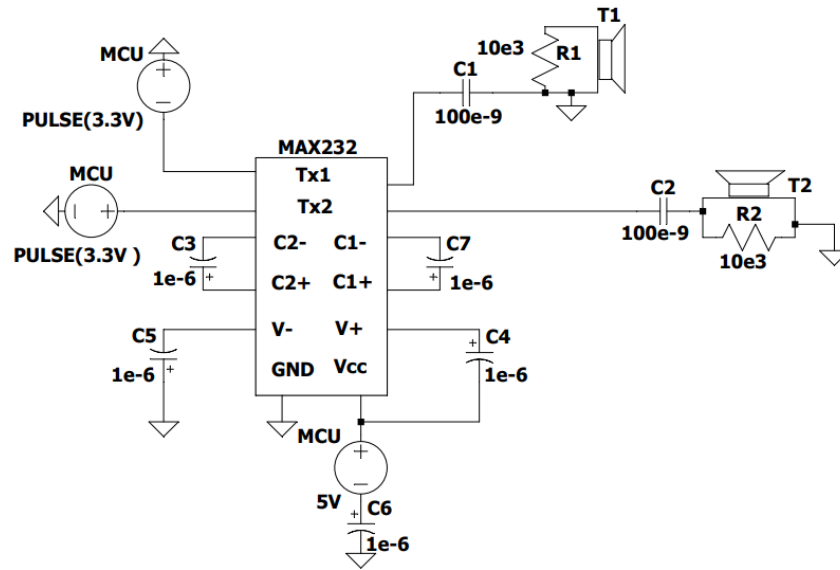 T1
MCU
10e3
R1
C1
PULSE(3.3V)
100e-9
MAX232
Tx1
MCU
Tx2
C2
T2
R2
PULSE(3.3V )
100e-9
C3
C2-
C1-
C7
10e3
1e-6
C2+
C1+
1e-6
C5
V-
V+
C4
1e-6
GND
Vcc
1e-6
MCU
5V
C6
1e-6